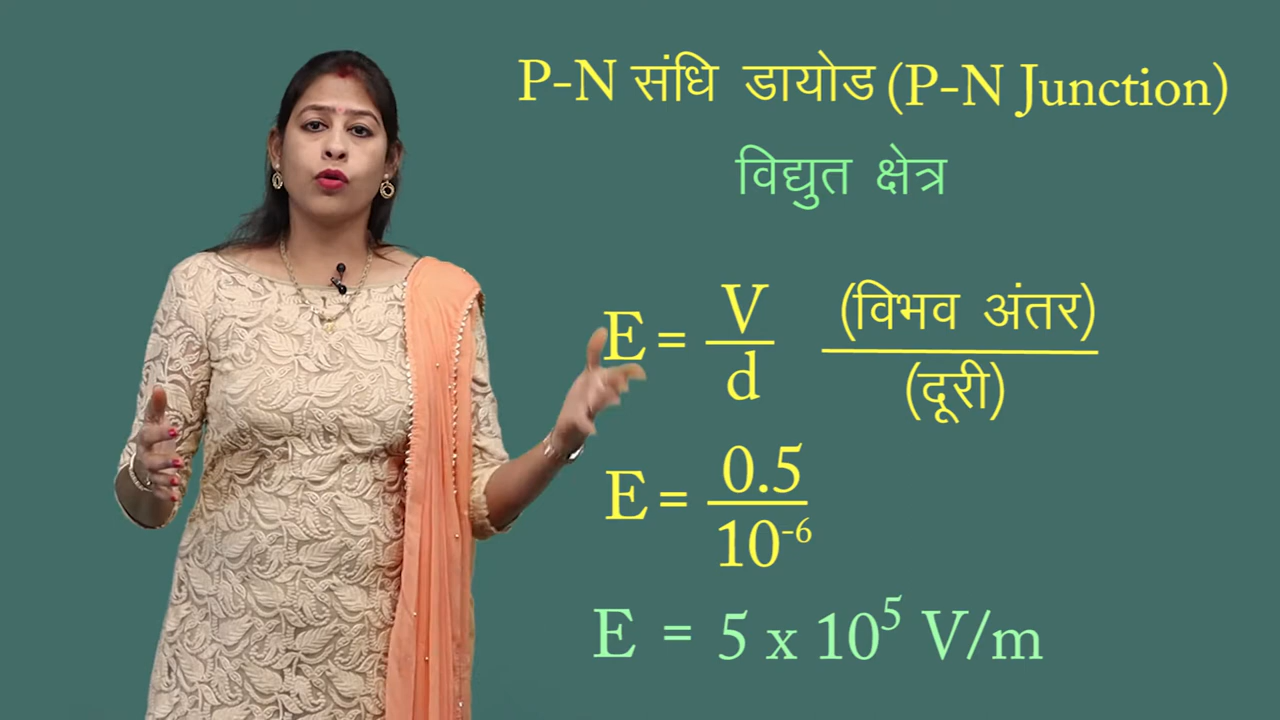 P-N संधि डायोड (P-N Junction)
विद्युत क्षेत्र
E = V/d (विभव अंतर)/(दूरी)
E = 0.5/10⁻⁶
E = 5 x 10⁵ V/m